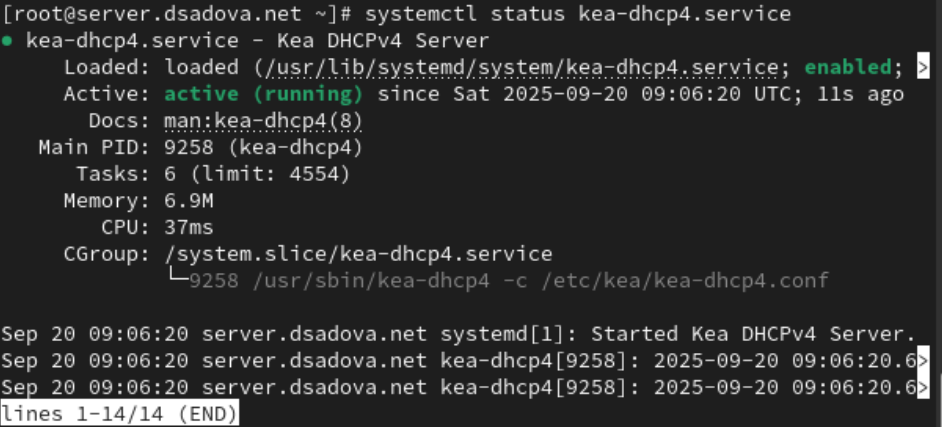 [root@server.dsadova.net ~]# systemctl status kea-dhcp4.service
● kea-dhcp4.service - Kea DHCPv4 Server
Loaded: loaded (/usr/lib/systemd/system/kea-dhcp4.service; enabled; >
Active: active (running) since Sat 2025-09-20 09:06:20 UTC; 11s ago
Docs: man:kea-dhcp4(8)
Main PID: 9258 (kea-dhcp4)
Tasks: 6 (limit: 4554)
Memory: 6.9M
CPU: 37ms
CGroup: /system.slice/kea-dhcp4.service
└─9258 /usr/sbin/kea-dhcp4 -c /etc/kea/kea-dhcp4.conf
Sep 20 09:06:20 server.dsadova.net systemd[1]: Started Kea DHCPv4 Server.
Sep 20 09:06:20 server.dsadova.net kea-dhcp4[9258]: 2025-09-20 09:06:20.6>
Sep 20 09:06:20 server.dsadova.net kea-dhcp4[9258]: 2025-09-20 09:06:20.6>
lines 1-14/14 (END)